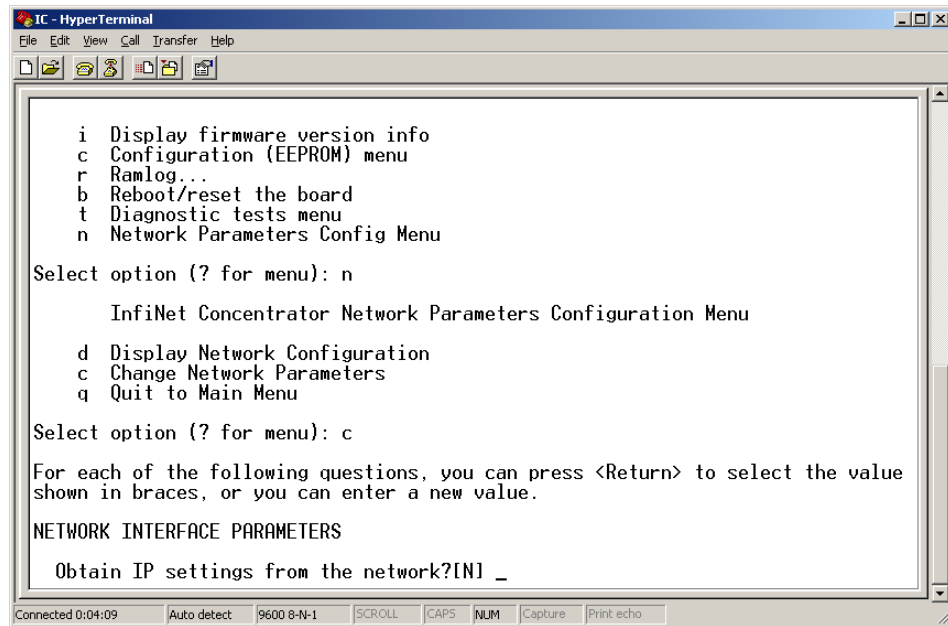 IC - HyperTerminal
File Edit View Call Transfer Help
i Display firmware version info
c Configuration (EEPROM) menu
r Ramlog...
b Reboot/reset the board
t Diagnostic tests menu
n Network Parameters Config Menu
Select option (? for menu): n
InfiNet Concentrator Network Parameters Configuration Menu
d Display Network Configuration
c Change Network Parameters
q Quit to Main Menu
Select option (? for menu): c
For each of the following questions, you can press <Return> to select the value
shown in braces, or you can enter a new value.
NETWORK INTERFACE PARAMETERS
Obtain IP settings from the network?[N] _
Connected 0:04:09 Auto detect 9600 8-N-1 SCROLL CAPS NUM Capture Print echo